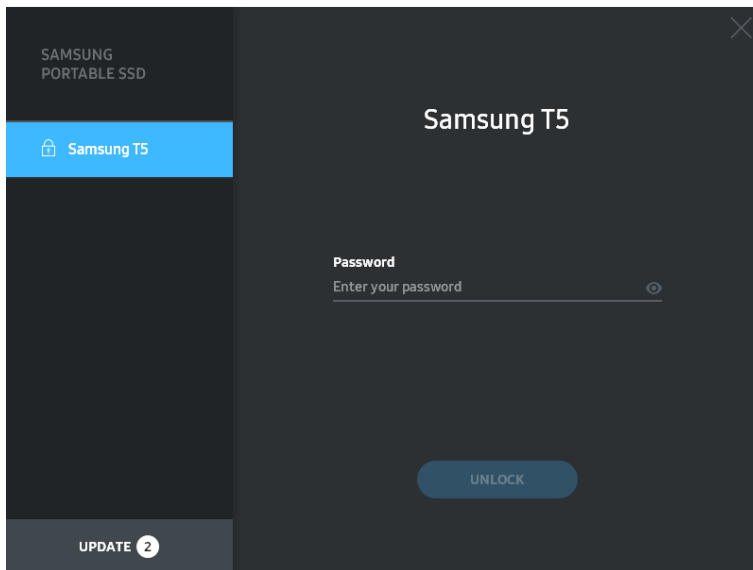 SAMSUNG
PORTABLE SSD
Samsung T5
Samsung T5
Password
Enter your password
UNLOCK
UPDATE 2